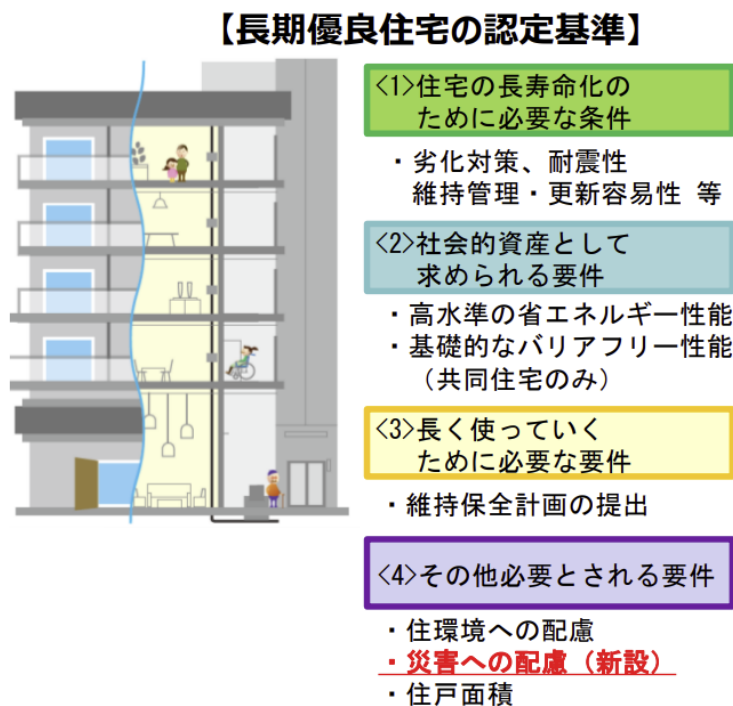 【長期優良住宅の認定基準】
<1>住宅の長寿命化の
ために必要な条件
・劣化対策、耐震性
維持管理・更新容易性 等
<2>社会的資産として
求められる要件
・高水準の省エネルギー性能
・基礎的なバリアフリー性能
（共同住宅のみ）
<3>長く使っていく
ために必要な要件
・維持保全計画の提出
<4>その他必要とされる要件
・住環境への配慮
・災害への配慮（新設）
・住戸面積